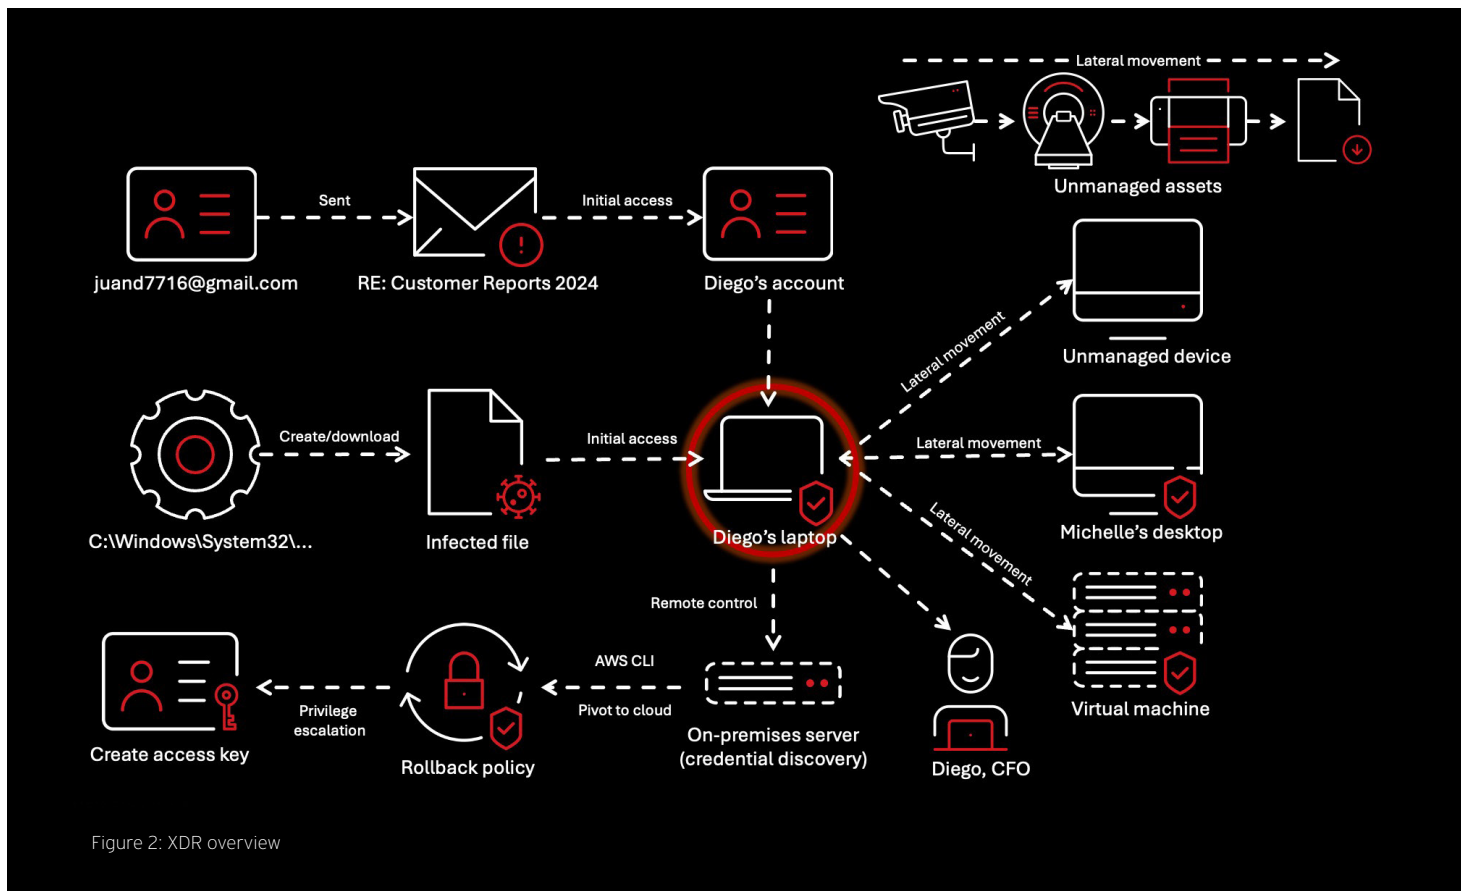 Lateral movement
Unmanaged assets
Sent
Initial access
juand7716@gmail.com
RE: Customer Reports 2024
Diego’s account
Lateral movement
Unmanaged device
Create/download
Initial access
Lateral movement
C:\Windows\System32\...
Infected file
Diego’s laptop
Michelle’s desktop
Lateral movement
Remote control
Virtual machine
AWS CLI
Pivot to cloud
Privilege
escalation
Create access key
Rollback policy
On-premises server
(credential discovery)
Diego, CFO
Figure 2: XDR overview